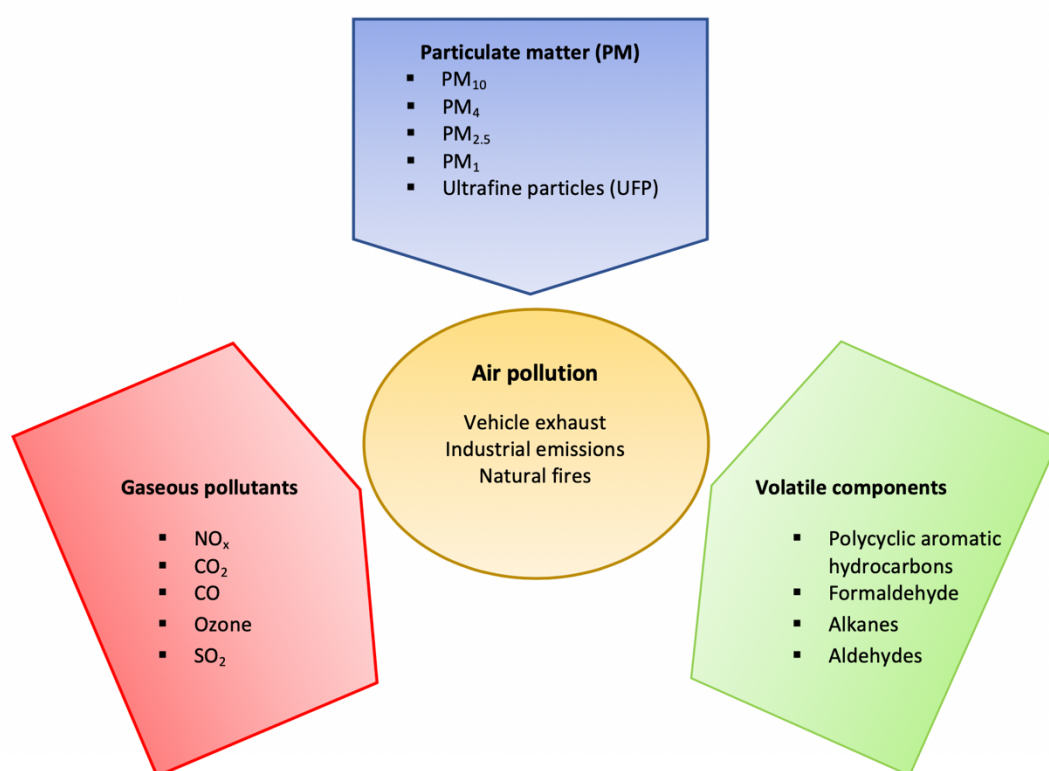 Particulate matter (PM)
▪ PM₁₀
▪ PM₄
▪ PM₂.₅
▪ PM₁
▪ Ultrafine particles (UFP)
Air pollution
Vehicle exhaust
Industrial emissions
Natural fires
Gaseous pollutants
▪ NOₓ
▪ CO₂
▪ CO
▪ Ozone
▪ SO₂
Volatile components
▪ Polycyclic aromatic
hydrocarbons
▪ Formaldehyde
▪ Alkanes
▪ Aldehydes